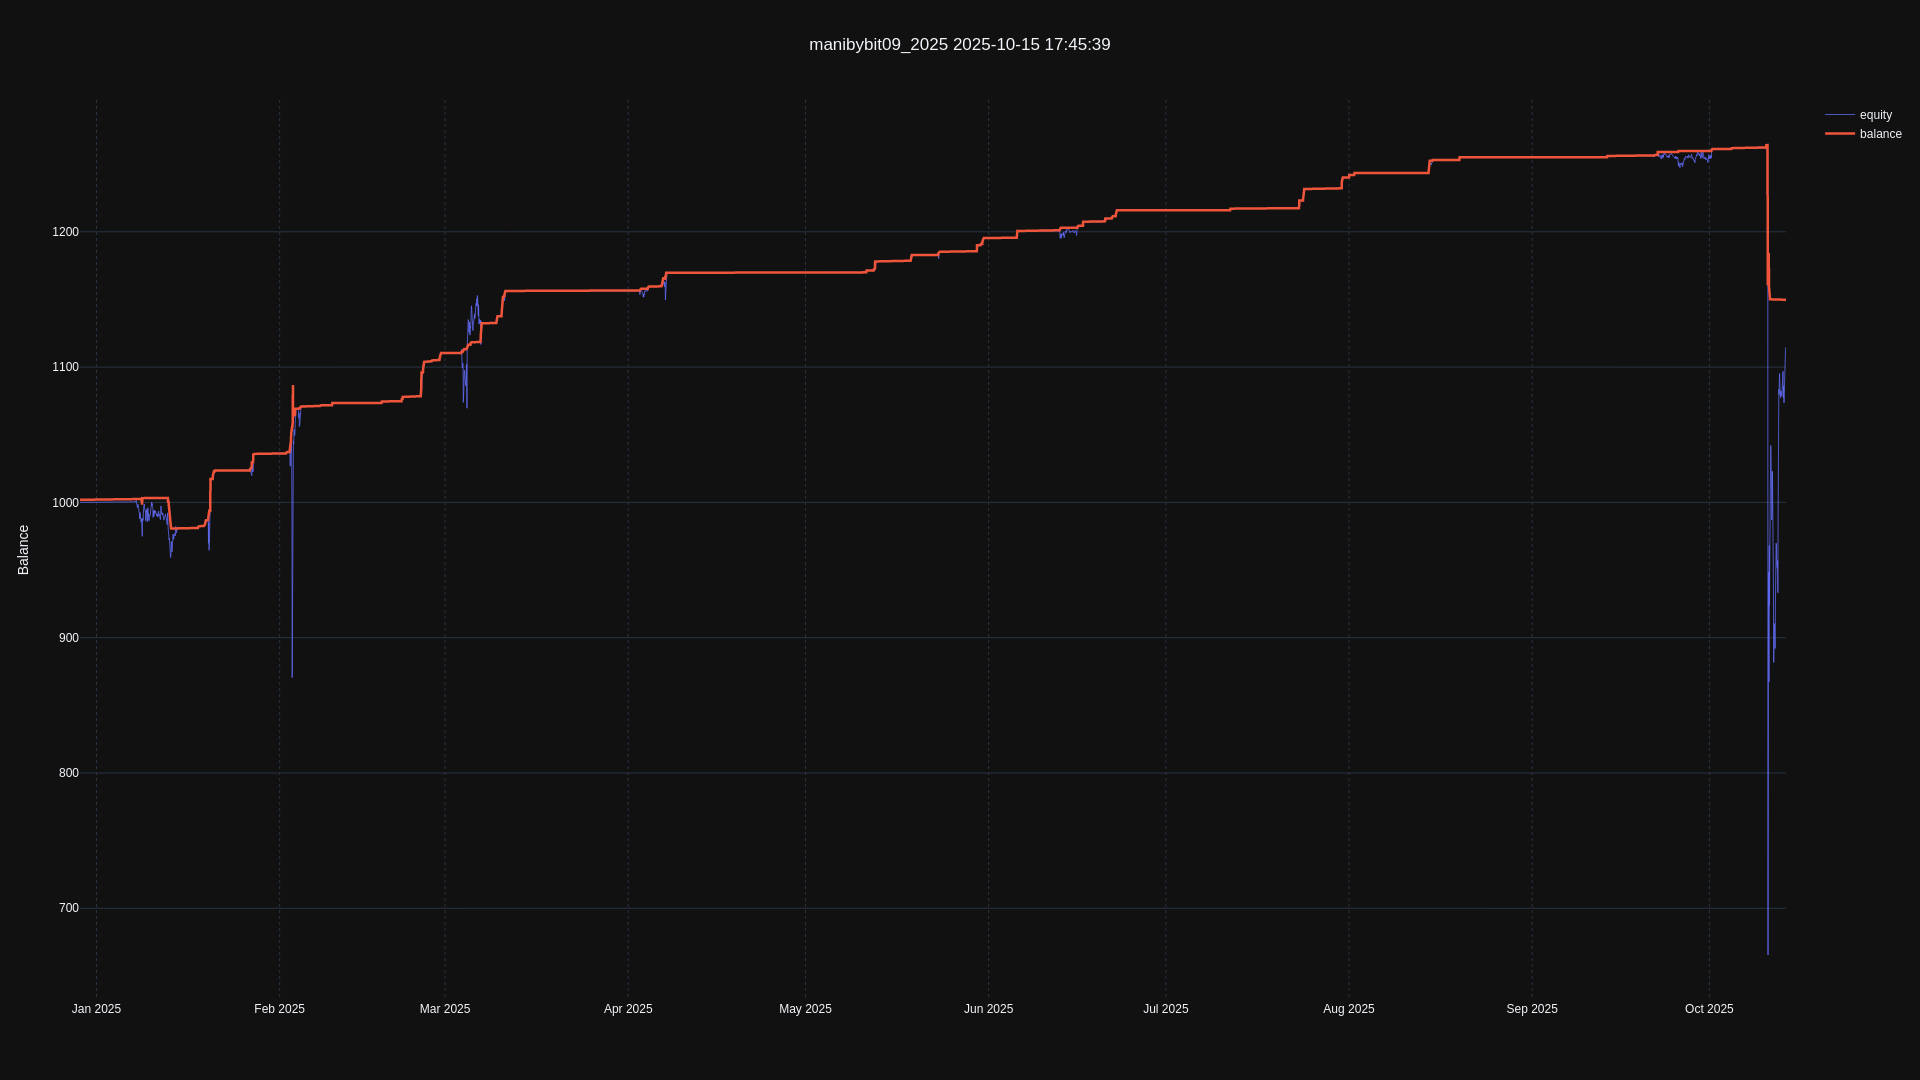 manibybit09_2025 2025-10-15 17:45:39
equity
balance
1200
1100
1000
900
800
700
Balance
Jan 2025
Feb 2025
Mar 2025
Apr 2025
May 2025
Jun 2025
Jul 2025
Aug 2025
Sep 2025
Oct 2025